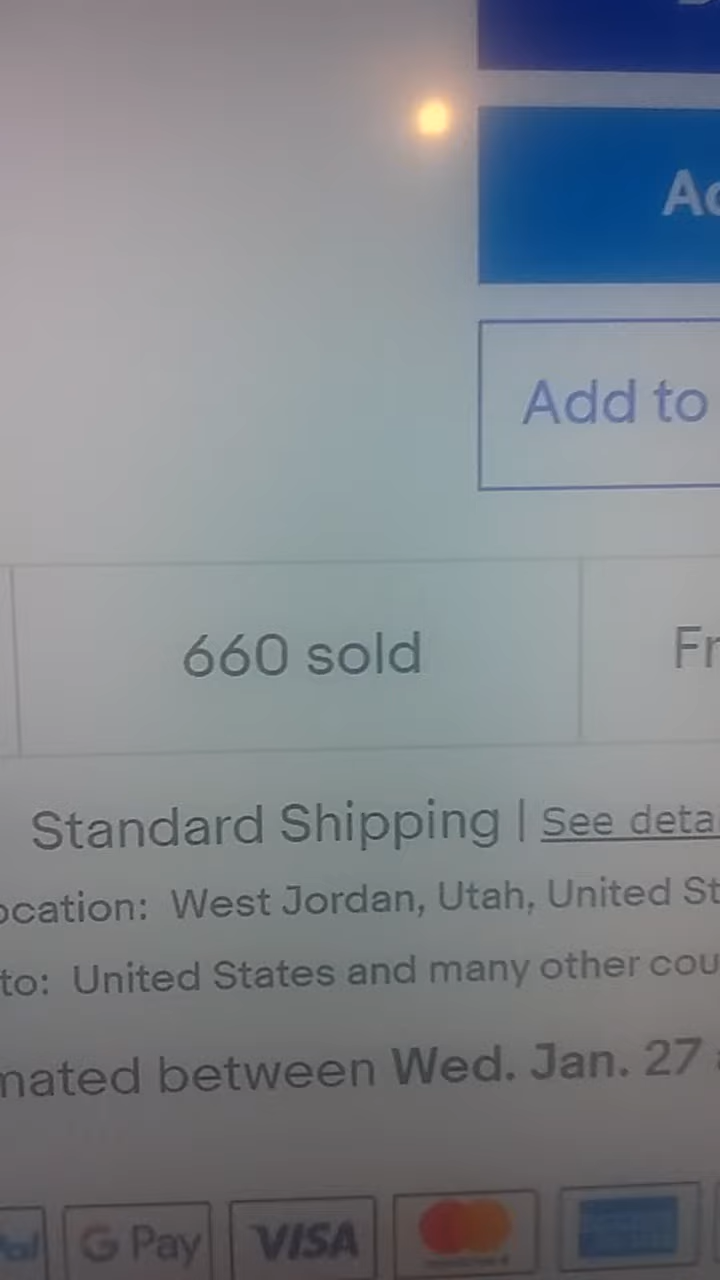 Add to
660 sold
Fr
Standard Shipping | See deta
ocation: West Jordan, Utah, United St
to: United States and many other cou
mated between Wed. Jan. 27
G Pay
VISA